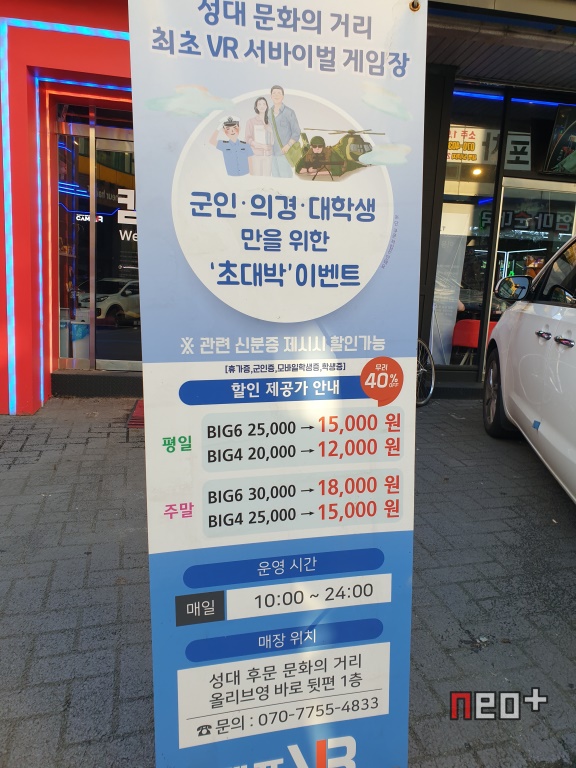 성대 문화의 거리
최초 VR 서바이벌 게임장
군인·의경·대학생
만을 위한
'초대박'이벤트
※ 관련 신분증 제시시 할인가능
[휴가증,군인증,모바일학생증,학생증]
할인 제공가 안내
무려
40%
OFF
평일
BIG6 25,000 → 15,000 원
BIG4 20,000 → 12,000 원
주말
BIG6 30,000 → 18,000 원
BIG4 25,000 → 15,000 원
운영 시간
매일
10:00 ~ 24:00
매장 위치
성대 후문 문화의 거리
올리브영 바로 뒷편 1층
☎ 문의 : 070-7755-4833
VR
neo+
We